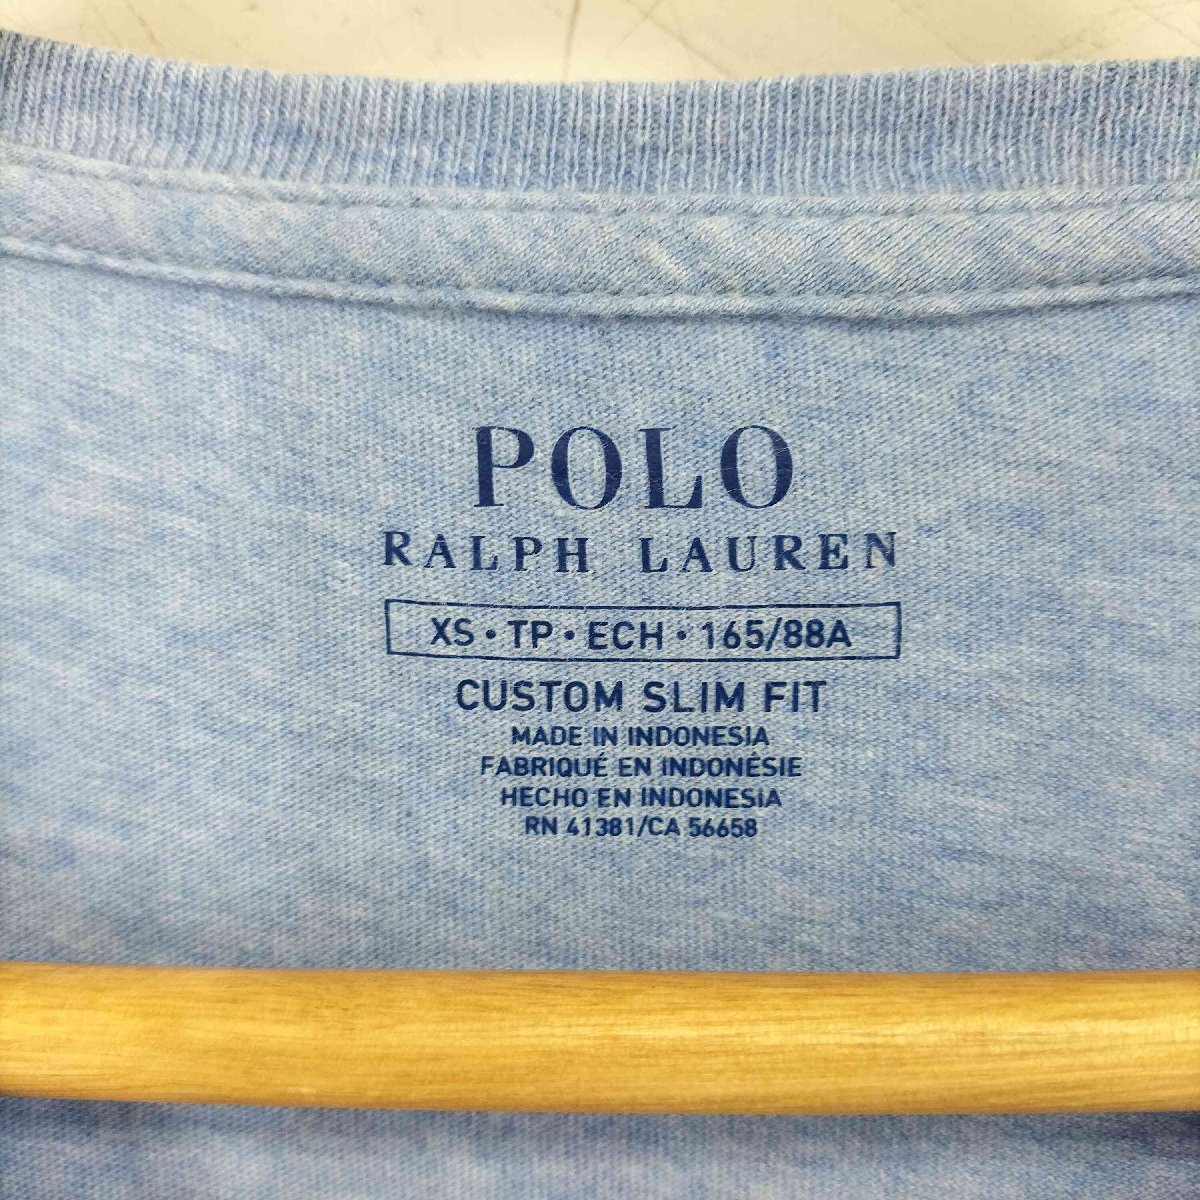 POLO
RALPH LAUREN
XS • TP • ECH • 165/88A
CUSTOM SLIM FIT
MADE IN INDONESIA
FABRIQUÉ EN INDONÉSIE
HECHO EN INDONESIA
RN 41381/CA 56658